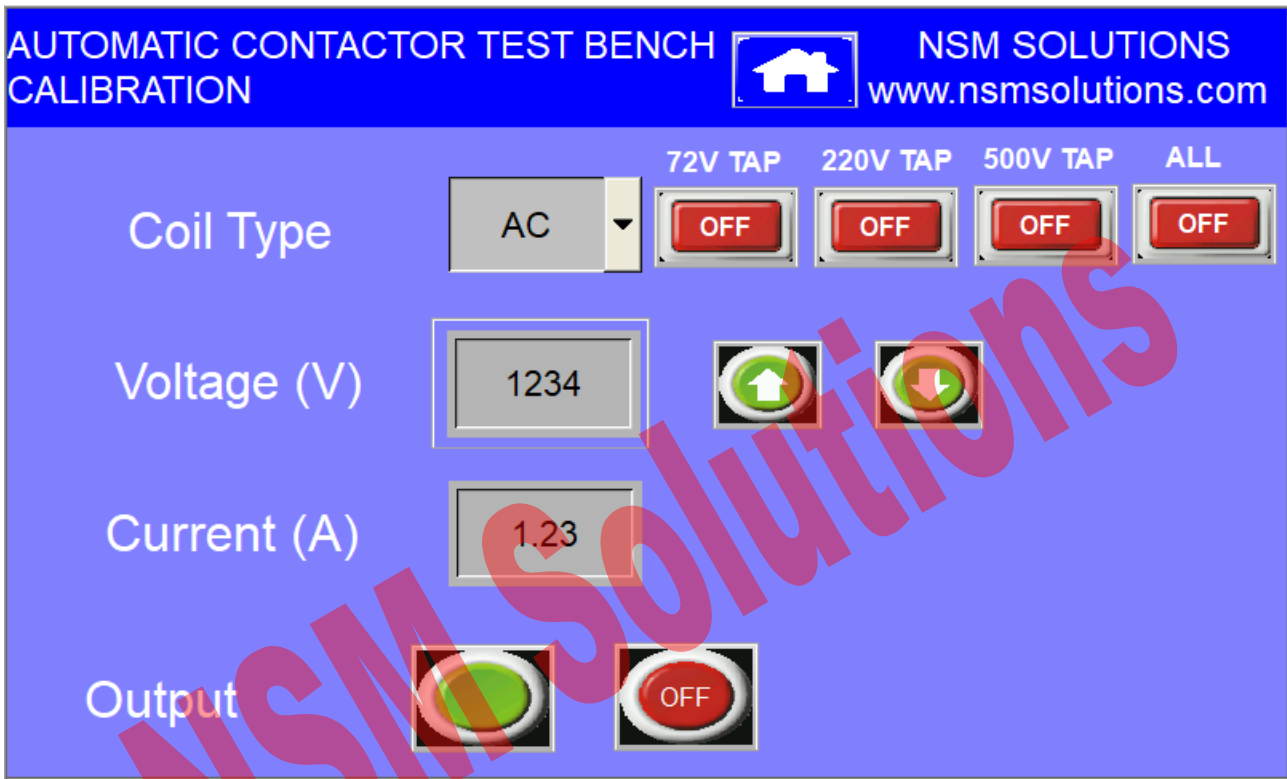 AUTOMATIC CONTACTOR TEST BENCH
CALIBRATION
NSM SOLUTIONS
www.nsmsolutions.com
72V TAP 220V TAP 500V TAP ALL
Coil Type AC OFF OFF OFF OFF
Voltage (V) 1234
Current (A) 1.23
Output OFF
NSM Solutions